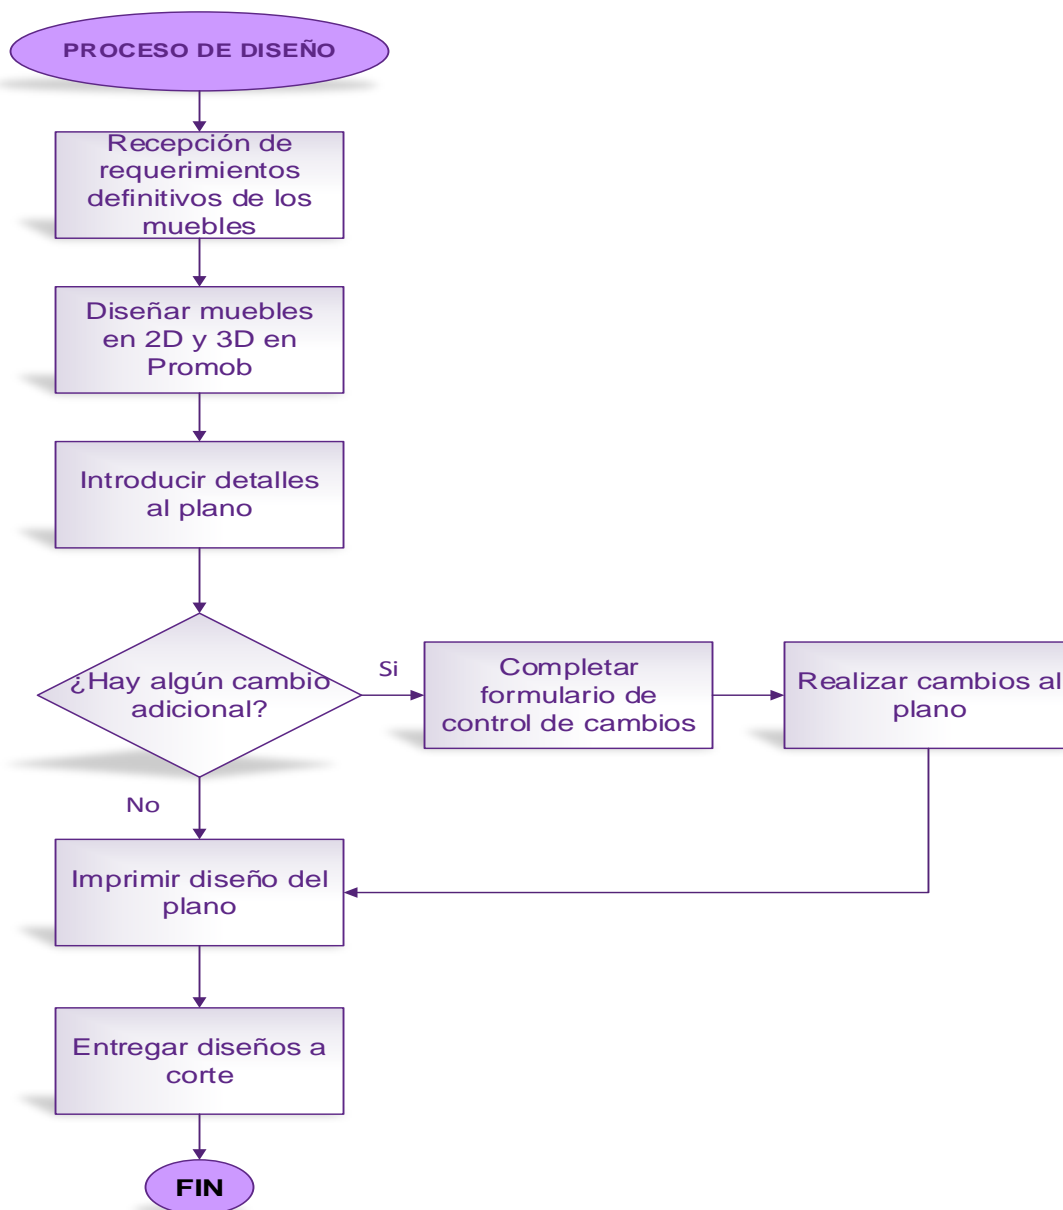 PROCESO DE DISEÑO
Recepción de
requerimientos
definitivos de los
muebles
Diseñar muebles
en 2D y 3D en
Promob
Introducir detalles
al plano
¿Hay algún cambio
adicional?
Si
Completar
formulario de
control de cambios
Realizar cambios al
plano
No
Imprimir diseño del
plano
Entregar diseños a
corte
FIN